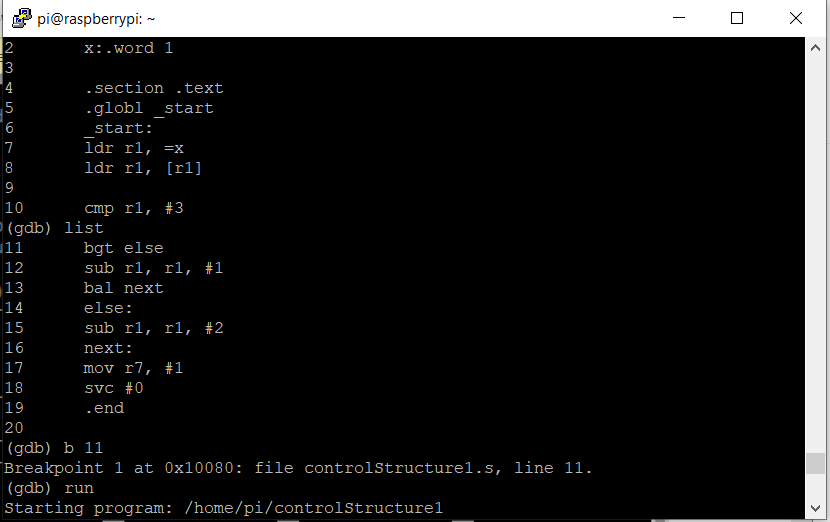 pi@raspberrypi: ~
2       x:.word 1
3
4       .section .text
5       .globl _start
6       _start:
7       ldr r1, =x
8       ldr r1, [r1]
9
10      cmp r1, #3
(gdb) list
11      bgt else
12      sub r1, r1, #1
13      bal next
14      else:
15      sub r1, r1, #2
16      next:
17      mov r7, #1
18      svc #0
19      .end
20
(gdb) b 11
Breakpoint 1 at 0x10080: file controlStructure1.s, line 11.
(gdb) run
Starting program: /home/pi/controlStructure1